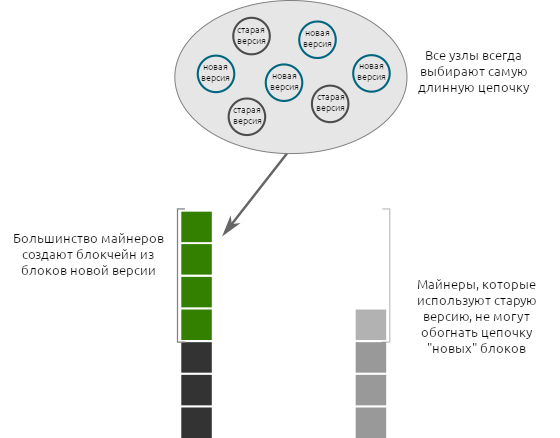 старая
версия
новая
версия
новая
версия
новая
версия
новая
версия
старая
версия
старая
версия
Все узлы всегда
выбирают самую
длинную цепочку
Большинство майнеров
создают блокчейн из
блоков новой версии
Майнеры, которые
используют старую
версию, не могут
обогнать цепочку
"новых" блоков